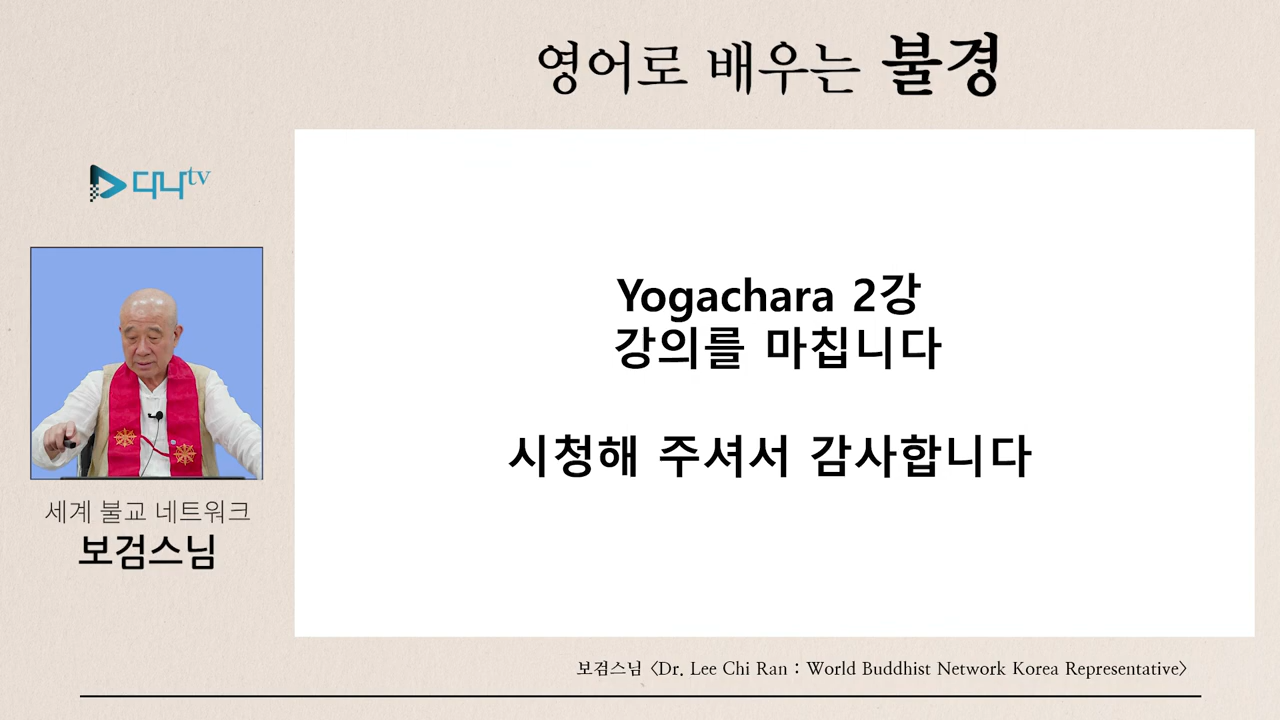 영어로 배우는 불경
다나tv
Yogachara 2강
강의를 마칩니다
시청해 주셔서 감사합니다
세계 불교 네트워크
보검스님
보검스님 <Dr. Lee Chi Ran : World Buddhist Network Korea Representative>